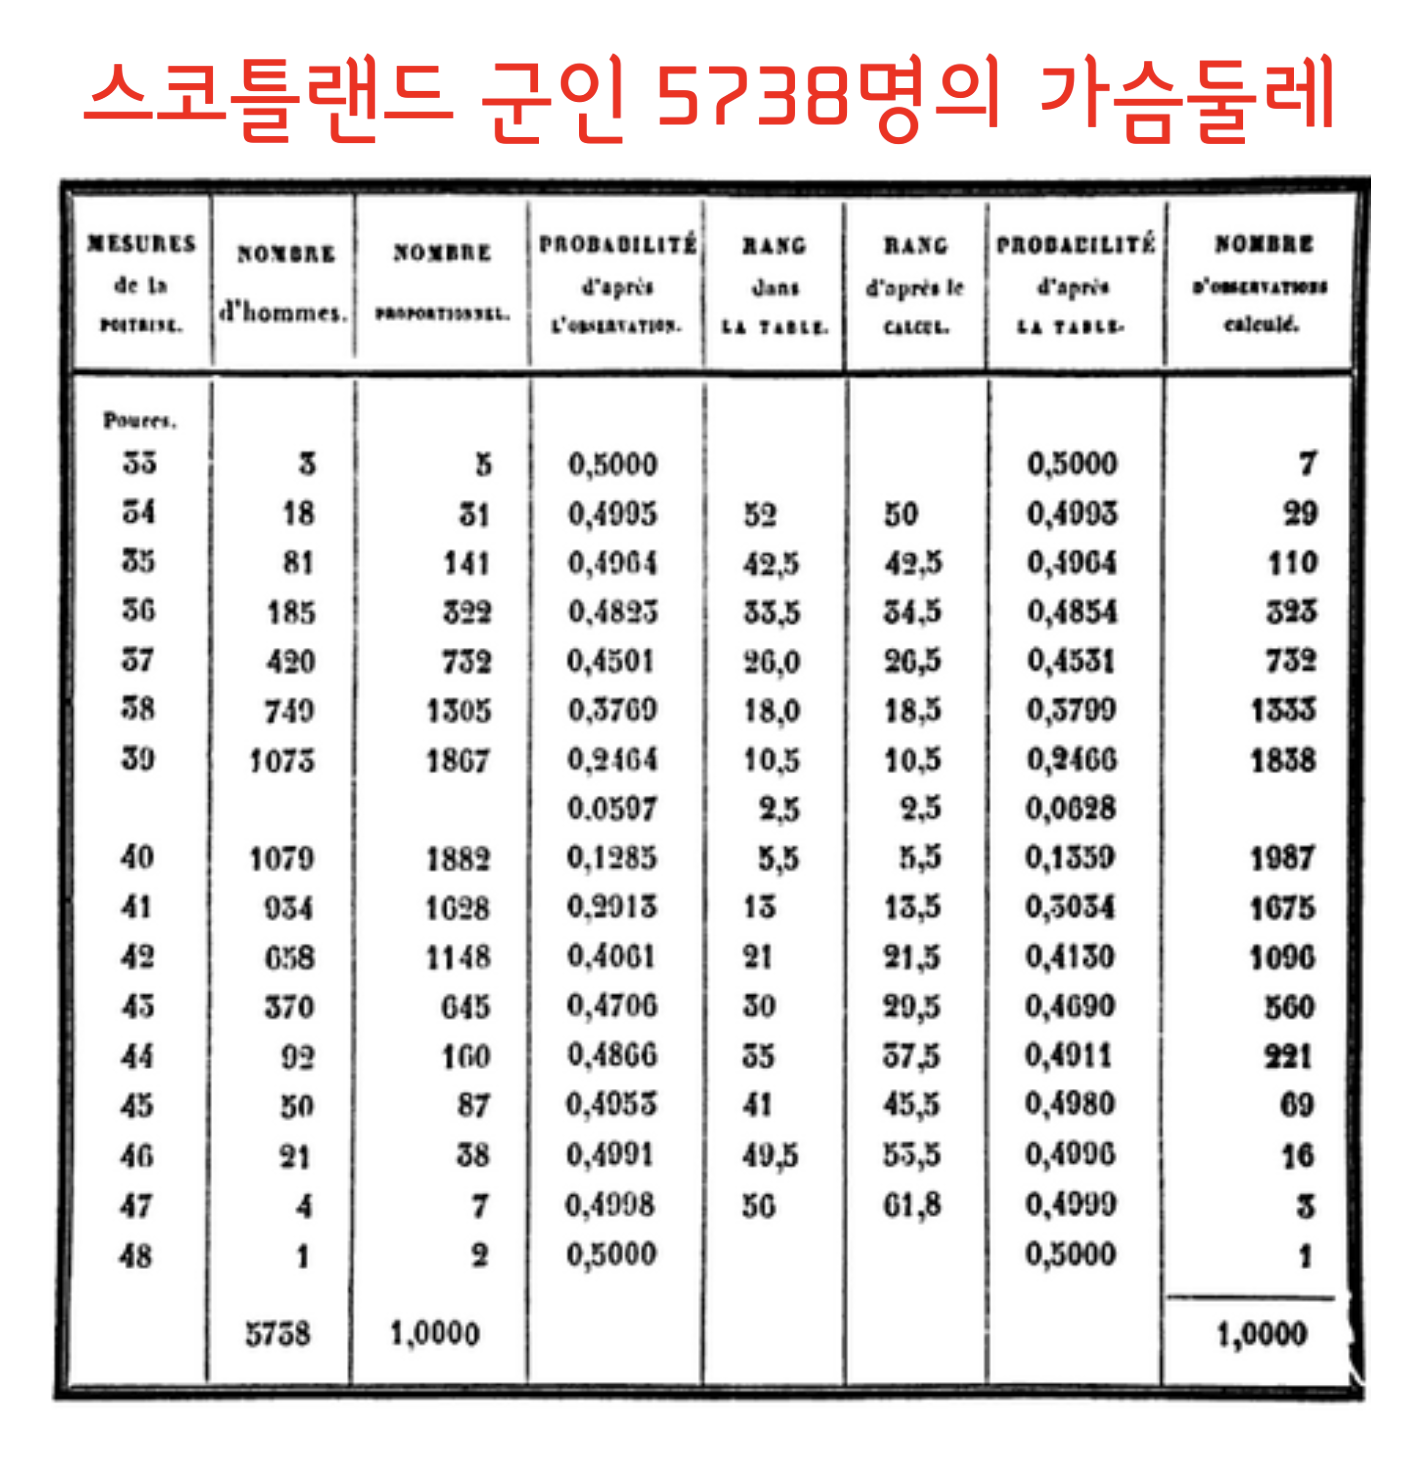 스코틀랜드 군인 5738명의 가슴둘레
MESURES de la POITRINE. NOMBRE d'hommes. NOMBRE PROPORTIONNEL. PROBABILITÉ d'après L'OBSERVATION. RANG dans LA TABLE. RANG d'après le CALCUL. PROBABILITÉ d'après LA TABLE. NOMBRE D'OBSERVATIONS calculé.
Pouces.
33 3 5 0,5000 0,5000 7
34 18 31 0,4995 52 50 0,4993 29
35 81 141 0,4964 42,5 42,5 0,4964 110
36 185 322 0,4823 33,5 34,5 0,4854 323
37 420 732 0,4501 26,0 26,5 0,4531 732
38 749 1305 0,3769 18,0 18,5 0,3799 1333
39 1073 1867 0,2464 10,5 10,5 0,2466 1838
0.0597 2,5 2,5 0,0628
40 1079 1882 0,1285 5,5 5,5 0,1359 1987
41 934 1628 0,2913 13 13,5 0,3034 1675
42 658 1148 0,4061 21 21,5 0,4130 1096
43 370 645 0,4706 30 29,5 0,4690 560
44 92 160 0,4866 35 37,5 0,4911 221
45 50 87 0,4953 41 45,5 0,4980 69
46 21 38 0,4991 49,5 53,5 0,4996 16
47 4 7 0,4998 56 61,8 0,4999 3
48 1 2 0,5000 0,5000 1
5738 1,0000 1,0000